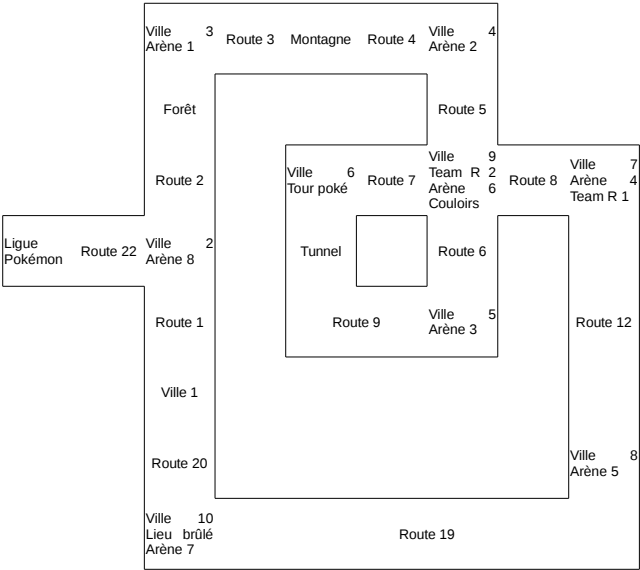 Ville 3
Arène 1
Route 3
Montagne
Route 4
Ville 4
Arène 2
Forêt
Route 5
Ville 6
Tour poké
Route 7
Ville 9
Team R 2
Arène 6
Couloirs
Route 8
Ville 7
Arène 4
Team R 1
Route 2
Ligue
Pokémon
Route 22
Ville 2
Arène 8
Tunnel
Route 6
Route 1
Route 9
Ville 5
Arène 3
Route 12
Ville 1
Route 20
Ville 8
Arène 5
Ville 10
Lieu brûlé
Arène 7
Route 19